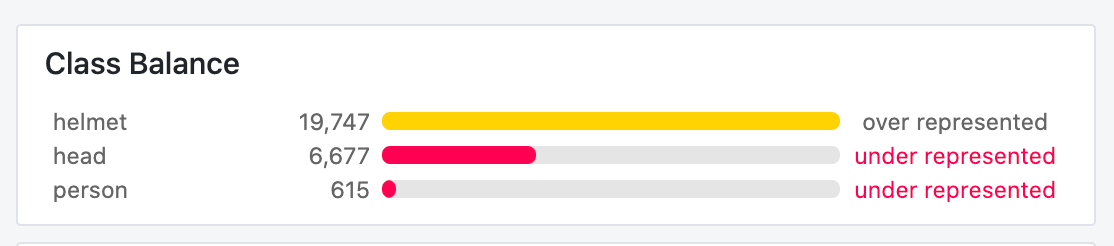 Class Balance
helmet 19,747 over represented
head 6,677 under represented
person 615 under represented